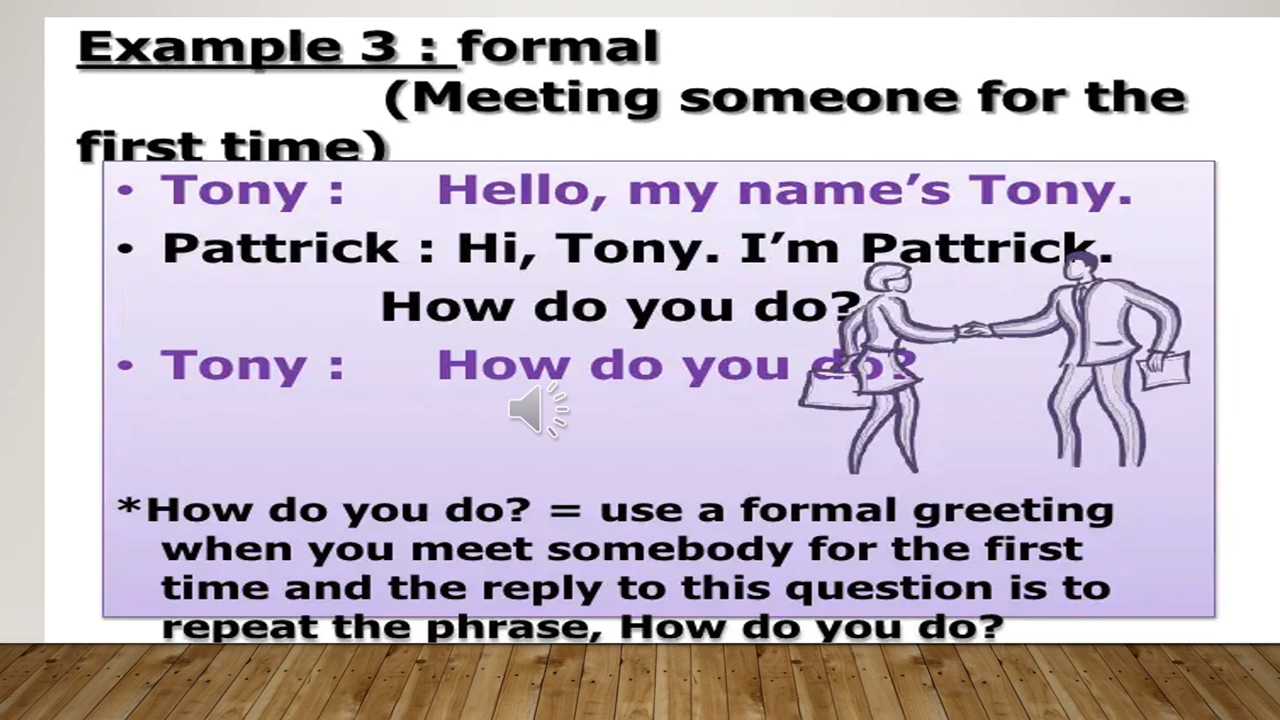 Example 3 : formal
(Meeting someone for the
first time)
• Tony : Hello, my name’s Tony.
• Pattrick : Hi, Tony. I’m Pattrick.
How do you do?
• Tony : How do you do?
*How do you do? = use a formal greeting
when you meet somebody for the first
time and the reply to this question is to
repeat the phrase, How do you do?